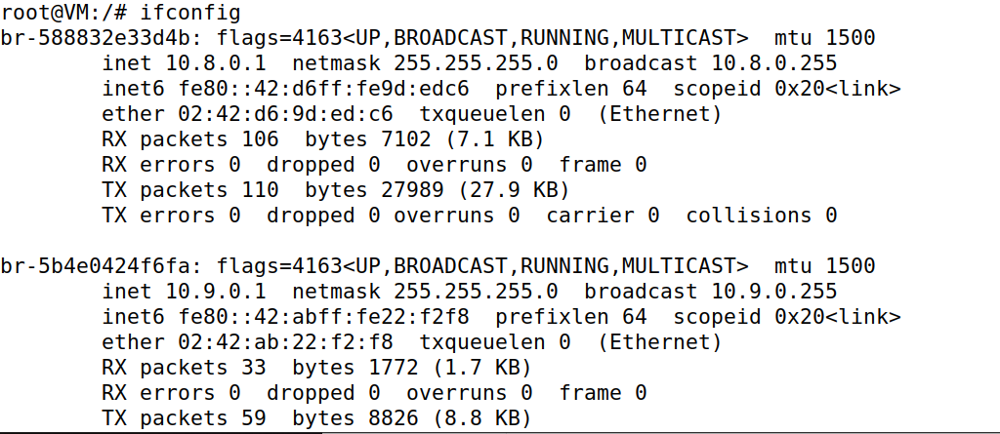 root@VM:/# ifconfig
br-588832e33d4b: flags=4163<UP,BROADCAST,RUNNING,MULTICAST>  mtu 1500
        inet 10.8.0.1  netmask 255.255.255.0  broadcast 10.8.0.255
        inet6 fe80::42:d6ff:fe9d:edc6  prefixlen 64  scopeid 0x20<link>
        ether 02:42:d6:9d:ed:c6  txqueuelen 0  (Ethernet)
        RX packets 106  bytes 7102 (7.1 KB)
        RX errors 0  dropped 0  overruns 0  frame 0
        TX packets 110  bytes 27989 (27.9 KB)
        TX errors 0  dropped 0 overruns 0  carrier 0  collisions 0

br-5b4e0424f6fa: flags=4163<UP,BROADCAST,RUNNING,MULTICAST>  mtu 1500
        inet 10.9.0.1  netmask 255.255.255.0  broadcast 10.9.0.255
        inet6 fe80::42:abff:fe22:f2f8  prefixlen 64  scopeid 0x20<link>
        ether 02:42:ab:22:f2:f8  txqueuelen 0  (Ethernet)
        RX packets 33  bytes 1772 (1.7 KB)
        RX errors 0  dropped 0  overruns 0  frame 0
        TX packets 59  bytes 8826 (8.8 KB)